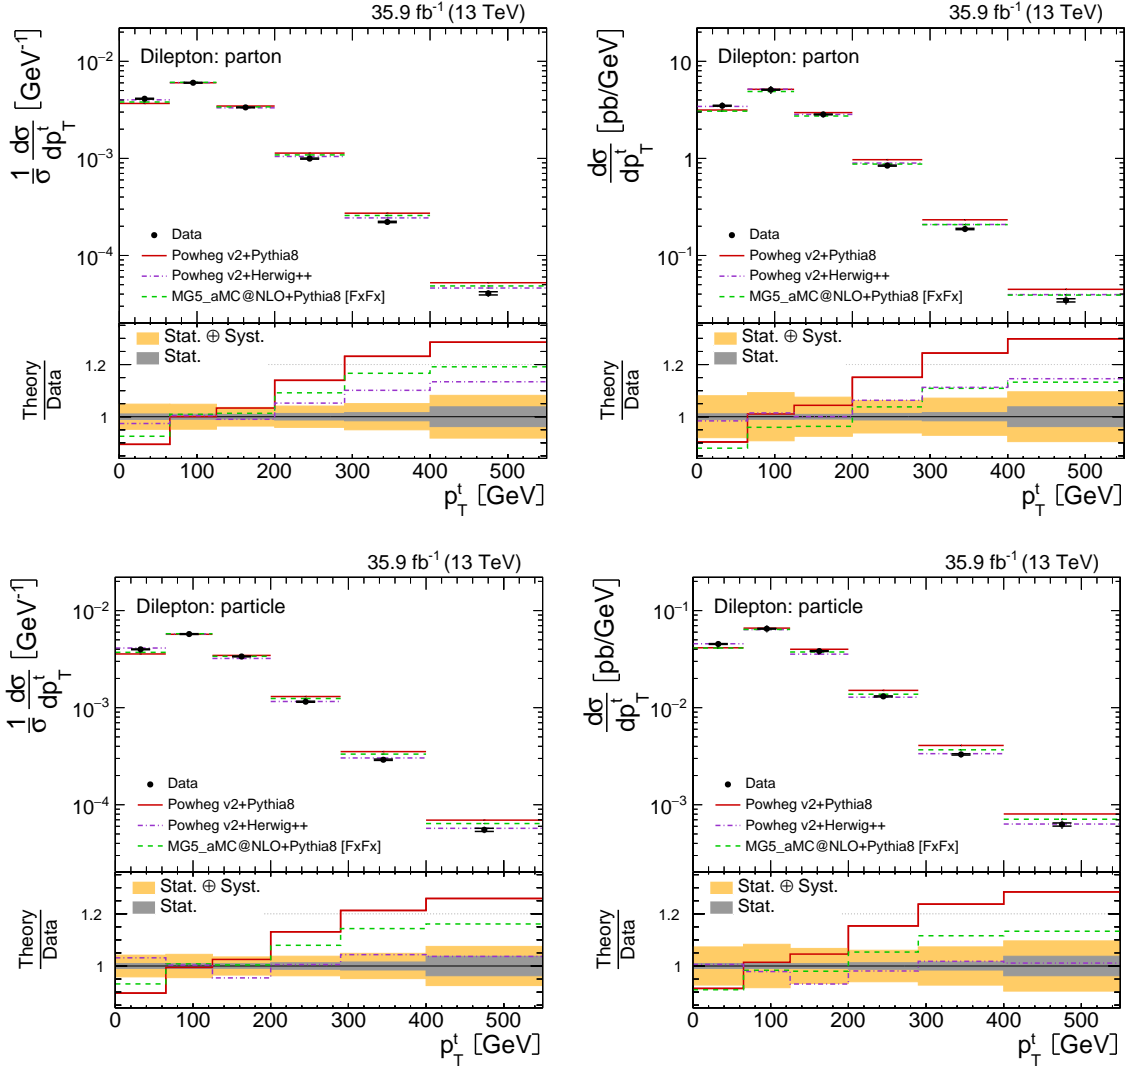 35.9 fb⁻¹ (13 TeV)
Dilepton: parton
1/σ dσ/dp_T^t [GeV⁻¹]
10⁻²
10⁻³
10⁻⁴
Data
Powheg v2+Pythia8
Powheg v2+Herwig++
MG5_aMC@NLO+Pythia8 [FxFx]
Stat. ⊕ Syst.
Stat.
Theory/Data
1.2
1
0 100 200 300 400 500
p_T^t [GeV]
35.9 fb⁻¹ (13 TeV)
Dilepton: parton
dσ/dp_T^t [pb/GeV]
10
1
10⁻¹
Data
Powheg v2+Pythia8
Powheg v2+Herwig++
MG5_aMC@NLO+Pythia8 [FxFx]
Stat. ⊕ Syst.
Stat.
Theory/Data
1.2
1
0 100 200 300 400 500
p_T^t [GeV]
35.9 fb⁻¹ (13 TeV)
Dilepton: particle
1/σ dσ/dp_T^t [GeV⁻¹]
10⁻²
10⁻³
10⁻⁴
Data
Powheg v2+Pythia8
Powheg v2+Herwig++
MG5_aMC@NLO+Pythia8 [FxFx]
Stat. ⊕ Syst.
Stat.
Theory/Data
1.2
1
0 100 200 300 400 500
p_T^t [GeV]
35.9 fb⁻¹ (13 TeV)
Dilepton: particle
dσ/dp_T^t [pb/GeV]
10⁻¹
10⁻²
10⁻³
Data
Powheg v2+Pythia8
Powheg v2+Herwig++
MG5_aMC@NLO+Pythia8 [FxFx]
Stat. ⊕ Syst.
Stat.
Theory/Data
1.2
1
0 100 200 300 400 500
p_T^t [GeV]